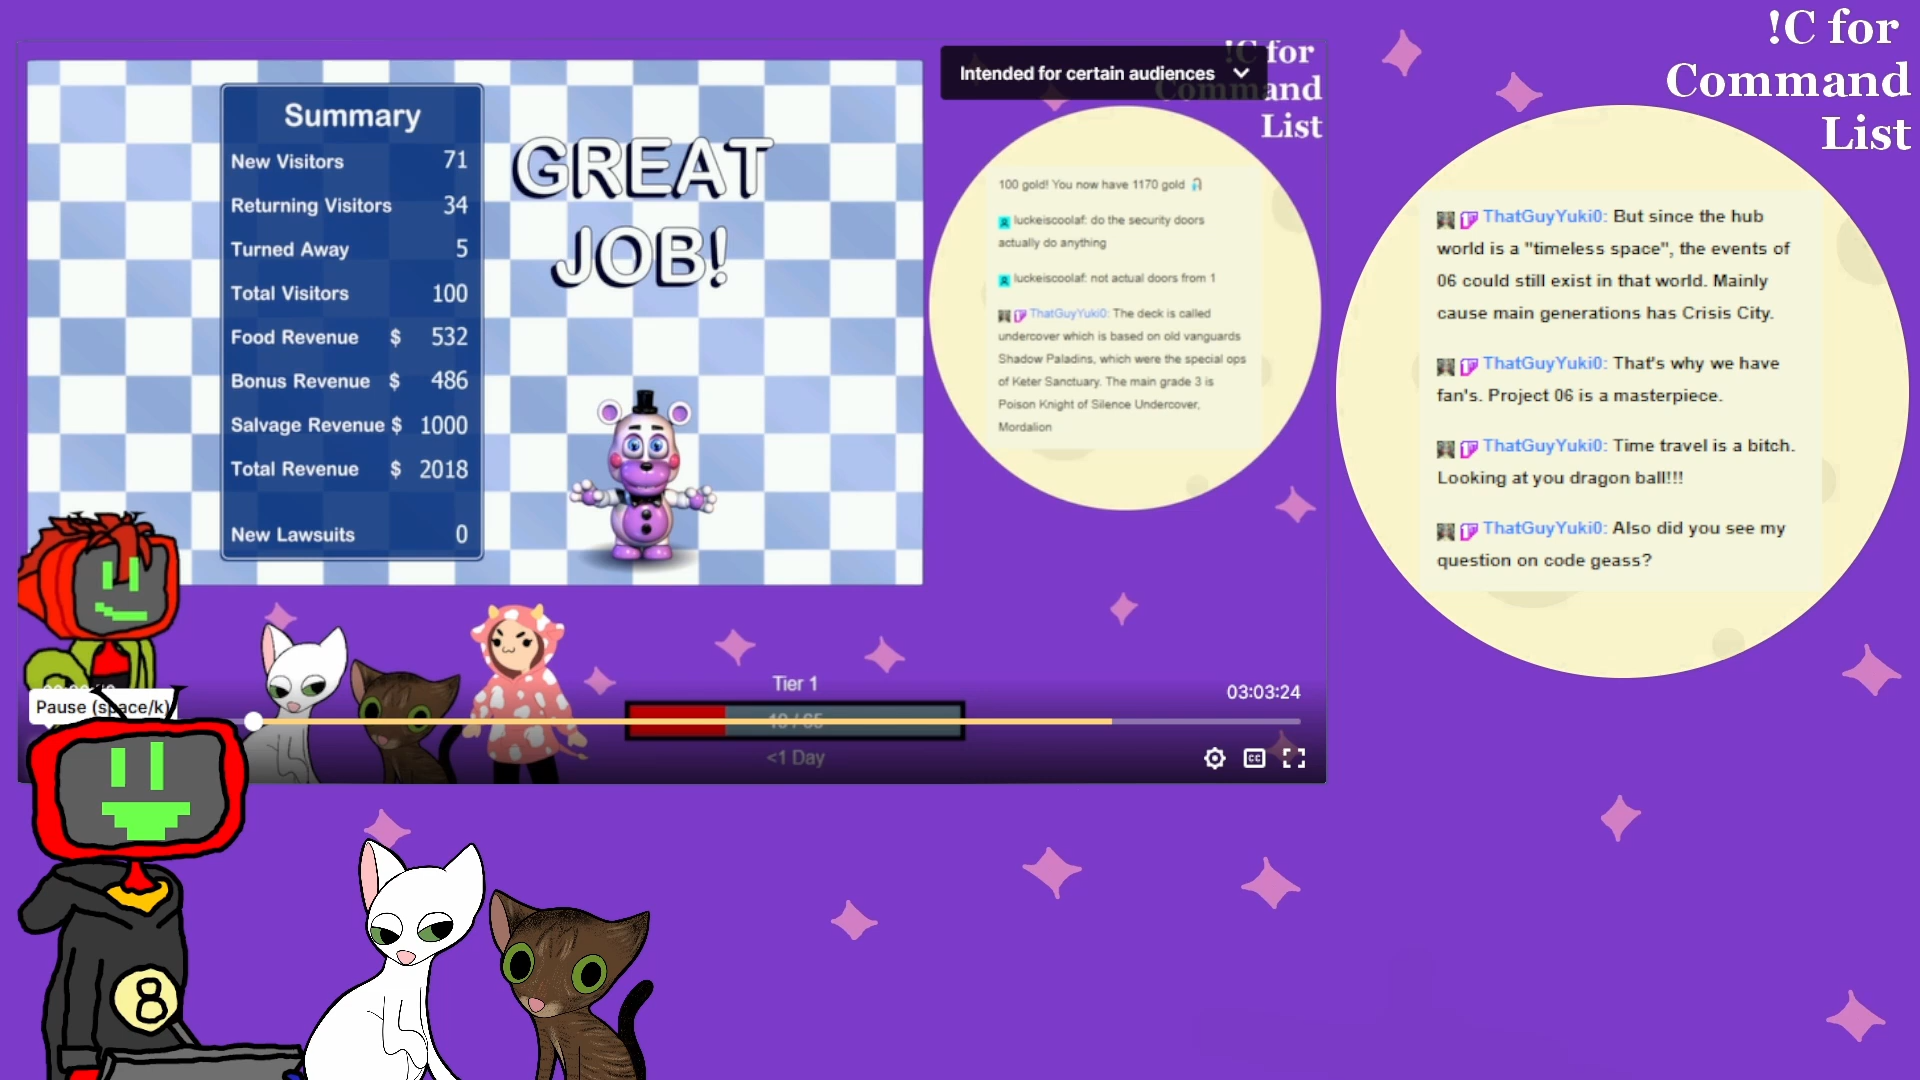 !C for
Command
List
!C for
Command
List
Intended for certain audiences
Summary
New Visitors 71
Returning Visitors 34
Turned Away 5
Total Visitors 100
Food Revenue $ 532
Bonus Revenue $ 486
Salvage Revenue $ 1000
Total Revenue $ 2018
New Lawsuits 0
GREAT
JOB!
100 gold! You now have 1170 gold
luckeiscoolaf: do the security doors
actually do anything
luckeiscoolaf: not actual doors from 1
ThatGuyYuki0: The deck is called
undercover which is based on old vanguards
Shadow Paladins, which were the special ops
of Keter Sanctuary. The main grade 3 is
Poison Knight of Silence Undercover,
Mordalion
ThatGuyYuki0: But since the hub
world is a "timeless space", the events of
06 could still exist in that world. Mainly
cause main generations has Crisis City.
ThatGuyYuki0: That's why we have
fan's. Project 06 is a masterpiece.
ThatGuyYuki0: Time travel is a bitch.
Looking at you dragon ball!!!
ThatGuyYuki0: Also did you see my
question on code geass?
Tier 1
03:03:24
Pause (space/k)
<1 Day
CC
8